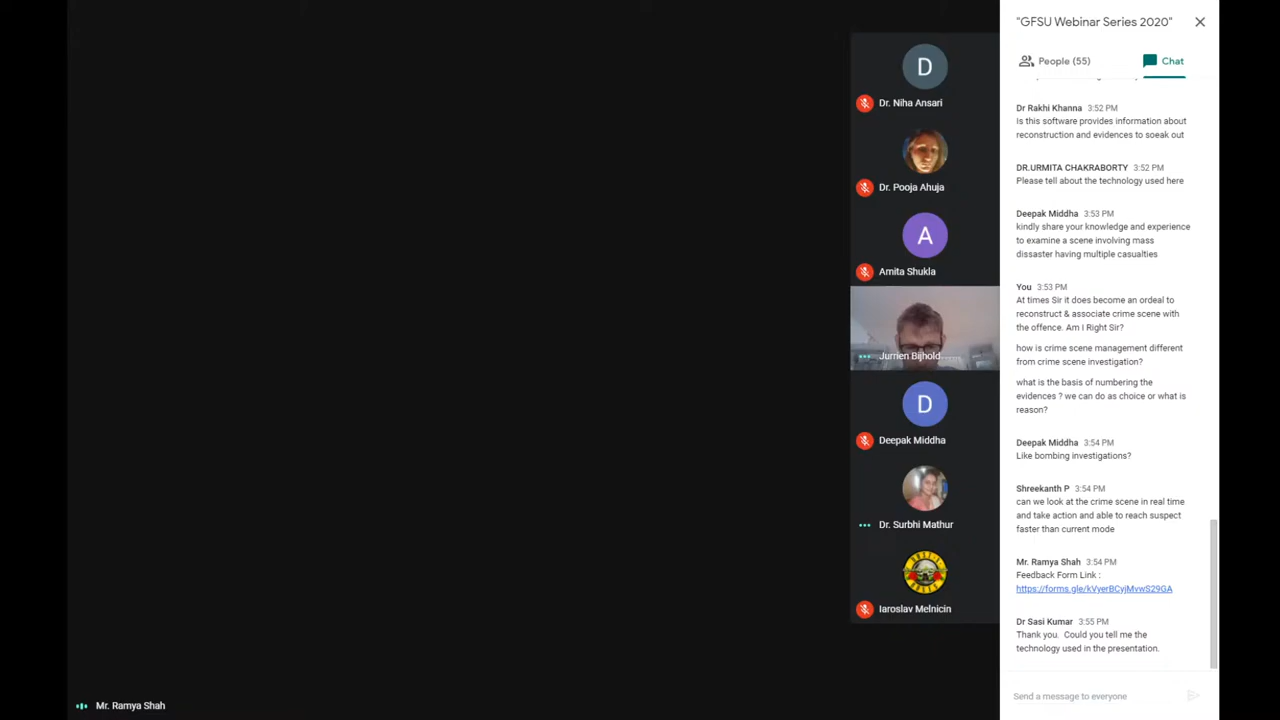 "GFSU Webinar Series 2020"
People (55)
Chat
Dr Rakhi Khanna 3:52 PM
Is this software provides information about
reconstruction and evidences to soeak out
DR.URMITA CHAKRABORTY 3:52 PM
Please tell about the technology used here
Deepak Middha 3:53 PM
kindly share your knowledge and experience
to examine a scene involving mass
dissaster having multiple casualties
You 3:53 PM
At times Sir it does become an ordeal to
reconstruct & associate crime scene with
the offence. Am I Right Sir?
how is crime scene management different
from crime scene investigation?
what is the basis of numbering the
evidences ? we can do as choice or what is
reason?
Deepak Middha 3:54 PM
Like bombing investigations?
Shreekanth P 3:54 PM
can we look at the crime scene in real time
and take action and able to reach suspect
faster than current mode
Mr. Ramya Shah 3:54 PM
Feedback Form Link :
https://forms.gle/kVyerBCyjMvwS29GA
Dr Sasi Kumar 3:55 PM
Thank you. Could you tell me the
technology used in the presentation.
Send a message to everyone
D
Dr. Niha Ansari
Dr. Pooja Ahuja
A
Amita Shukla
Jurrien Bijhold
D
Deepak Middha
Dr. Surbhi Mathur
Iaroslav Melnicin
Mr. Ramya Shah